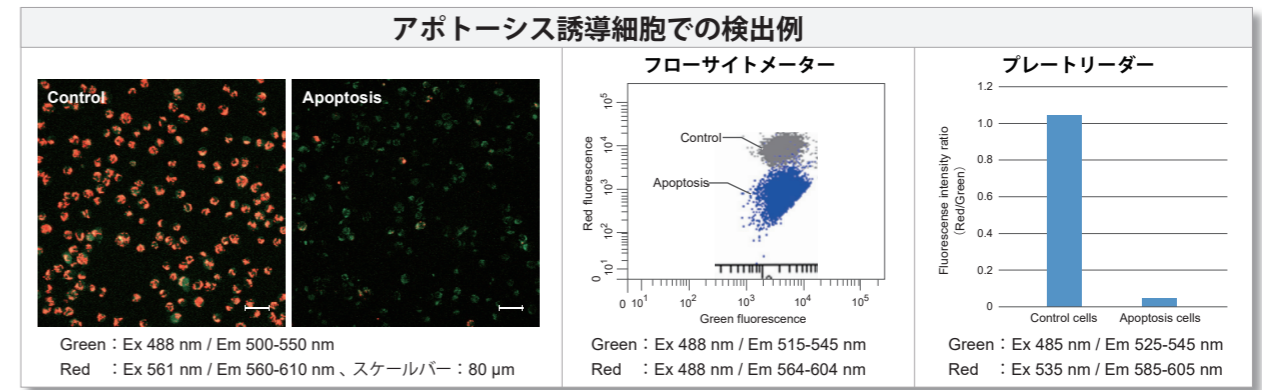 アポトーシス誘導細胞での検出例
Control
Apoptosis
Green：Ex 488 nm / Em 500-550 nm
Red ：Ex 561 nm / Em 560-610 nm 、スケールバー：80 μm
フローサイトメーター
Red fluorescence
10⁵
10⁴
10³
10²
10¹
0
Control
Apoptosis
0 10¹ 10² 10³ 10⁴ 10⁵
Green fluorescence
Green：Ex 488 nm / Em 515-545 nm
Red ：Ex 488 nm / Em 564-604 nm
プレートリーダー
Fluorescense intensity ratio
（Red/Green）
1.2
1.0
0.8
0.6
0.4
0.2
0
Control cells Apoptosis cells
Green：Ex 485 nm / Em 525-545 nm
Red ：Ex 535 nm / Em 585-605 nm